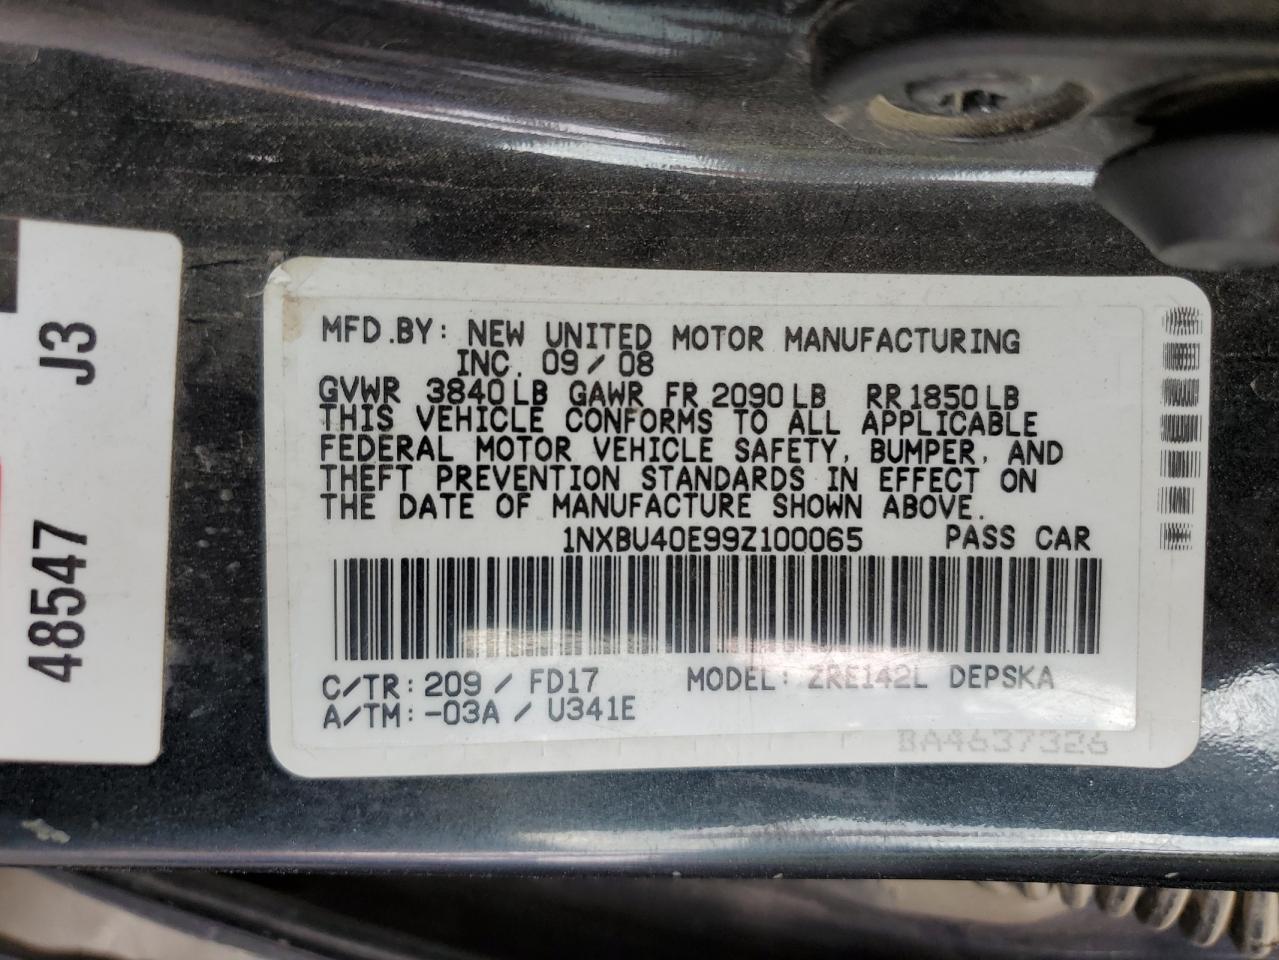 MFD.BY: NEW UNITED MOTOR MANUFACTURING
INC. 09/08
GVWR 3840LB GAWR FR 2090LB RR1850LB
THIS VEHICLE CONFORMS TO ALL APPLICABLE
FEDERAL MOTOR VEHICLE SAFETY, BUMPER, AND
THEFT PREVENTION STANDARDS IN EFFECT ON
THE DATE OF MANUFACTURE SHOWN ABOVE.
1NXBU40E99Z100065 PASS CAR
C/TR: 209 / FD17 MODEL: ZRE142L DEPSKA
A/TM: -03A / U341E
BA4637326
J3
48547